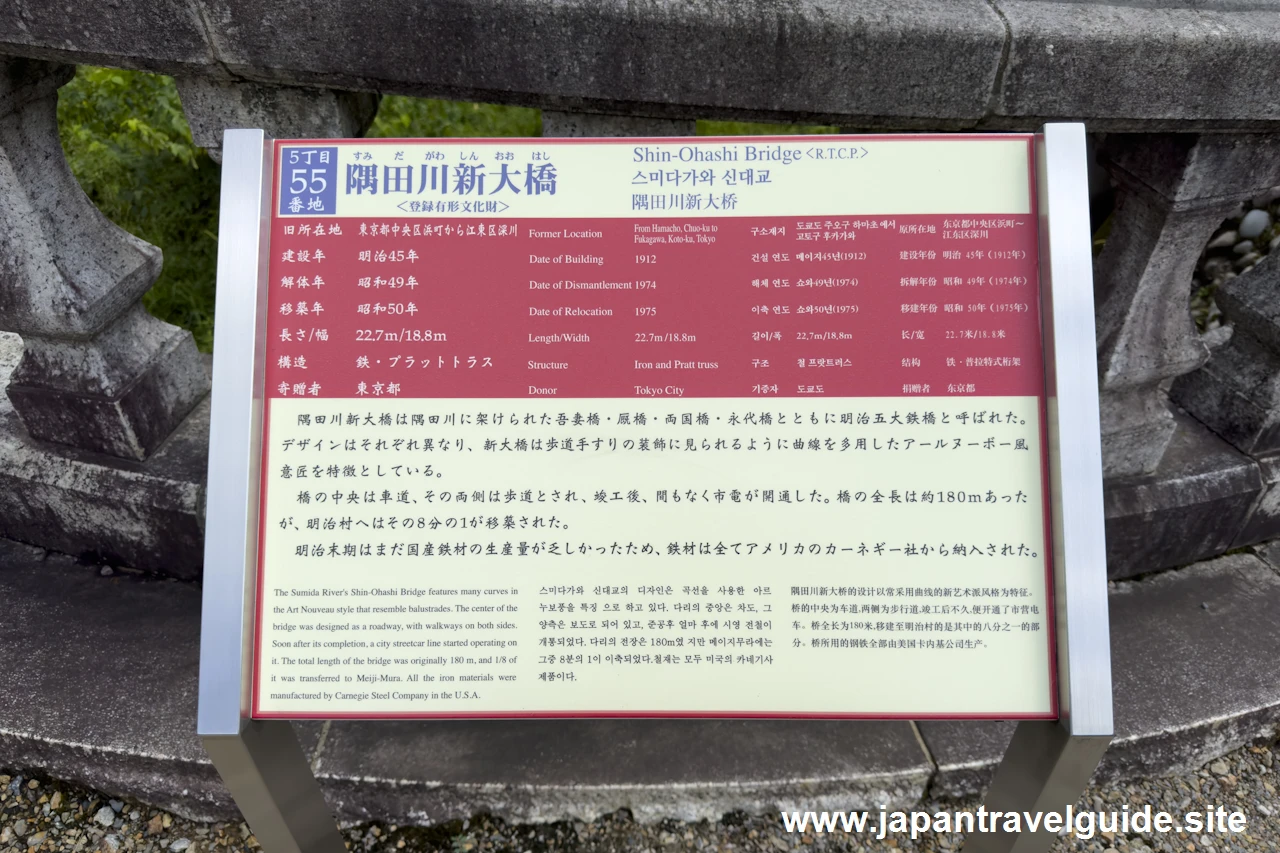 5丁目
55
番地
すみ だ がわ しん おお はし
隅田川新大橋
＜登録有形文化財＞
Shin-Ohashi Bridge <R.T.C.P.>
스미다가와 신대교
隅田川新大桥
旧所在地 東京都中央区浜町から江東区深川 Former Location From Hamacho, Chuo-ku to Fukagawa, Koto-ku, Tokyo 구소재지 도쿄도 주오구 하마초에서 고토구 후카가와 原所在地 东京都中央区浜町～江东区深川
建設年 明治45年 Date of Building 1912 건설 연도 메이지45년(1912) 建设年份 明治 45年（1912年）
解体年 昭和49年 Date of Dismantlement 1974 해체 연도 쇼와49년(1974) 拆解年份 昭和 49年（1974年）
移築年 昭和50年 Date of Relocation 1975 이축 연도 쇼와50년(1975) 移建年份 昭和 50年（1975年）
長さ/幅 22.7m/18.8m Length/Width 22.7m/18.8m 길이/폭 22.7m/18.8m 长/宽 22.7米/18.8米
構造 鉄・プラットトラス Structure Iron and Pratt truss 구조 철 프랏트러스 结构 铁・普拉特式桁架
寄贈者 東京都 Donor Tokyo City 기증자 도쿄도 捐赠者 东京都
隅田川新大橋は隅田川に架けられた吾妻橋・厩橋・両国橋・永代橋とともに明治五大鉄橋と呼ばれた。
デザインはそれぞれ異なり、新大橋は歩道手すりの装飾に見られるように曲線を多用したアールヌーボー風
意匠を特徴としている。
橋の中央は車道、その両側は歩道とされ、竣工後、間もなく市電が開通した。橋の全長は約180mあった
が、明治村へはその8分の1が移築された。
明治末期はまだ国産鉄材の生産量が乏しかったため、鉄材は全てアメリカのカーネギー社から納入された。
The Sumida River's Shin-Ohashi Bridge features many curves in
the Art Nouveau style that resemble balustrades. The center of the
bridge was designed as a roadway, with walkways on both sides.
Soon after its completion, a city streetcar line started operating on
it. The total length of the bridge was originally 180 m, and 1/8 of
it was transferred to Meiji-Mura. All the iron materials were
manufactured by Carnegie Steel Company in the U.S.A.
스미다가와 신대교의 디자인은 곡선을 사용한 아르
누보풍을 특징 으로 하고 있다. 다리의 중앙은 차도, 그
양측은 보도로 되어 있고, 준공후 얼마 후에 시영 전철이
개통되었다. 다리의 전장은 180m였 지만 메이지무라에는
그중 8분의 1이 이축되었다.철재는 모두 미국의 카네기사
제품이다.
隅田川新大桥的设计以常采用曲线的新艺术派风格为特征。
桥的中央为车道,两侧为步行道,竣工后不久,便开通了市营电
车。桥全长为180米,移建至明治村的是其中的八分之一的部
分。桥所用的钢铁全部由美国卡内基公司生产。
www.japantravelguide.site